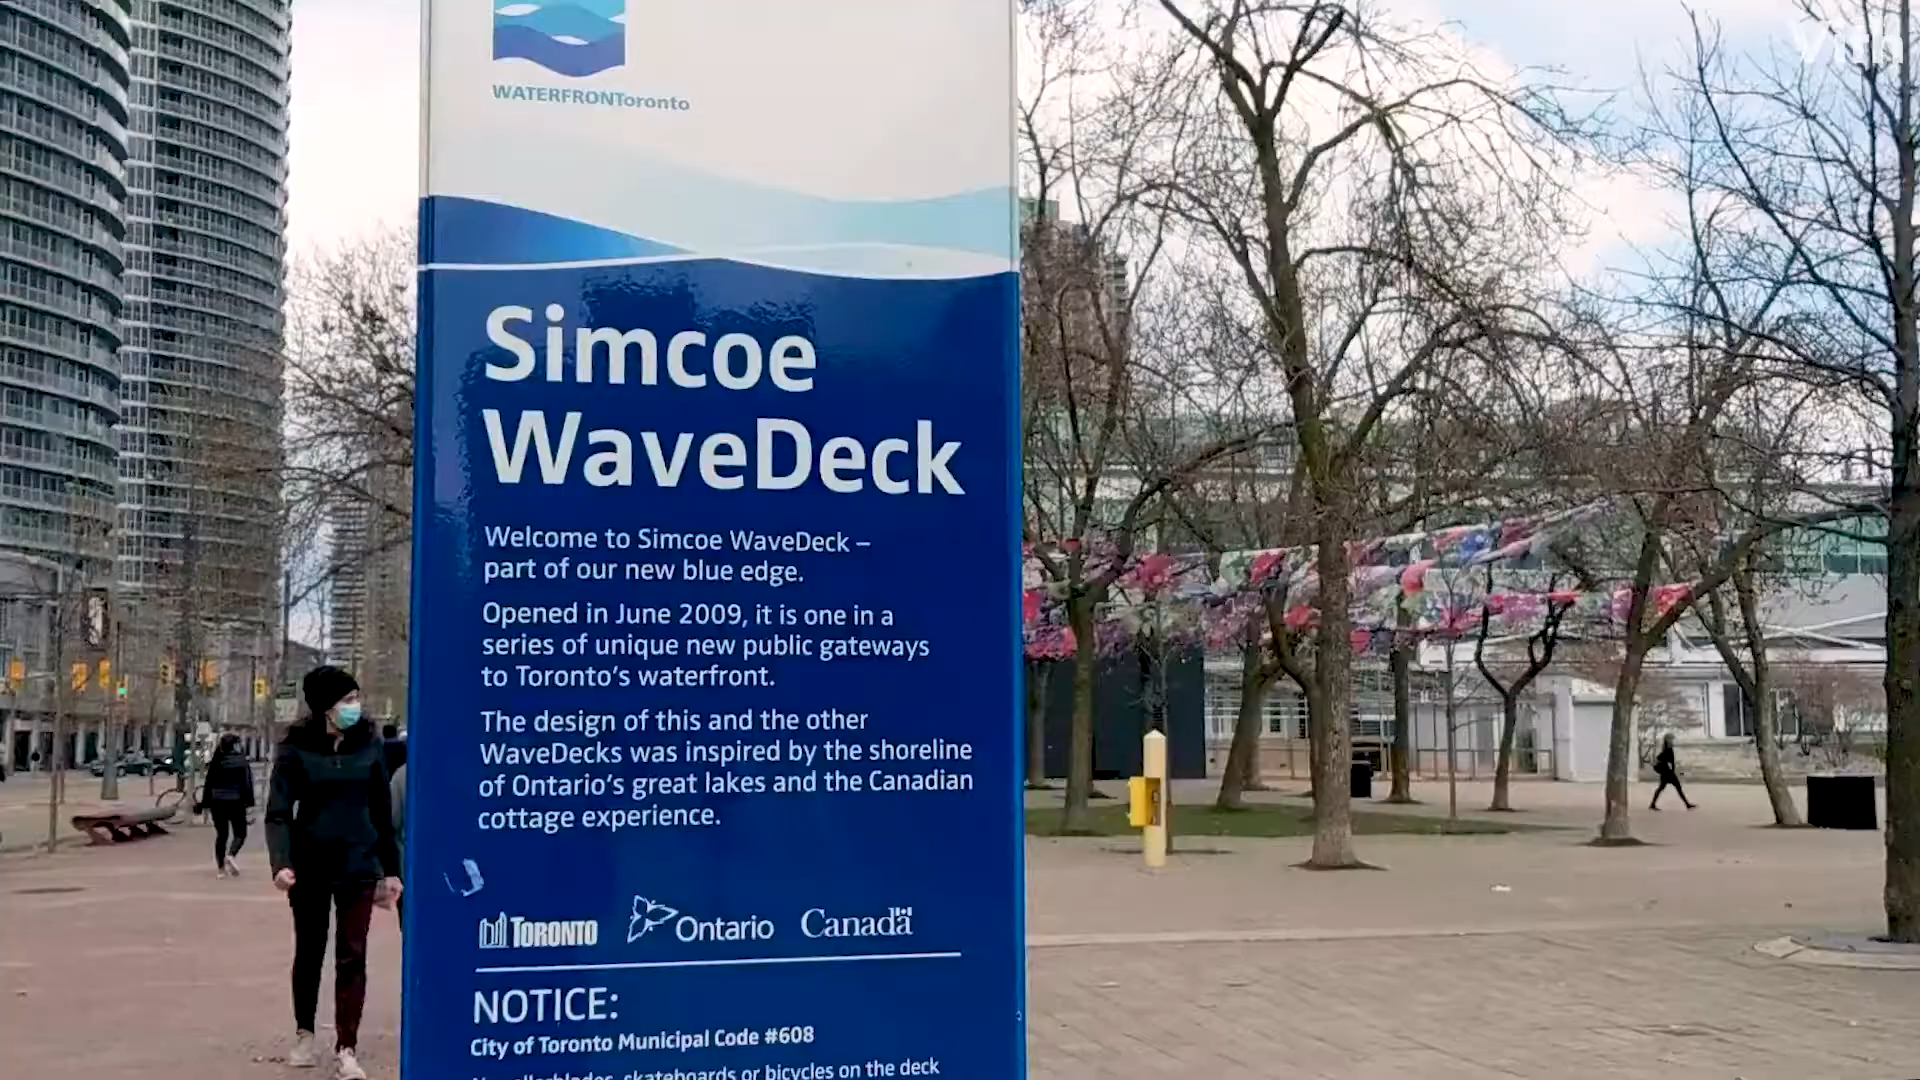 Vith
WATERFRONToronto
Simcoe
WaveDeck
Welcome to Simcoe WaveDeck –
part of our new blue edge.
Opened in June 2009, it is one in a
series of unique new public gateways
to Toronto's waterfront.
The design of this and the other
WaveDecks was inspired by the shoreline
of Ontario's great lakes and the Canadian
cottage experience.
TORONTO Ontario Canada
NOTICE:
City of Toronto Municipal Code #608
skateboards or bicycles on the deck